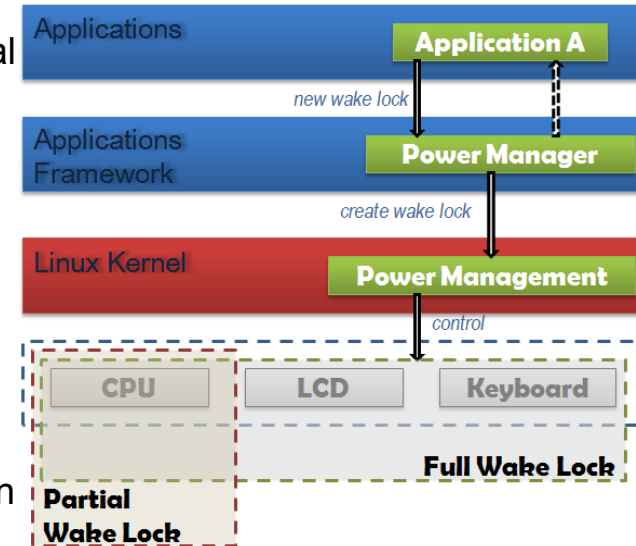 Applications
al
Application A
new wake lock
Applications
Framework
Power Manager
create wake lock
Linux Kernel
Power Management
control
CPU
LCD
Keyboard
Full Wake Lock
n
Partial
Wake Lock